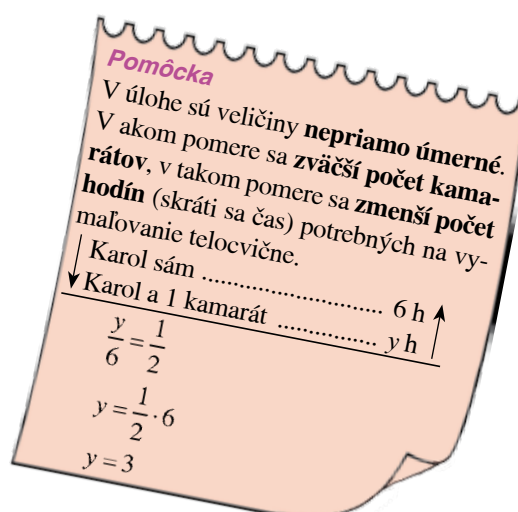 Pomôcka
V úlohe sú veličiny nepriamo úmerné.
V akom pomere sa zväčší počet kama-
rátov, v takom pomere sa zmenší počet
hodín (skráti sa čas) potrebných na vy-
maľovanie telocvične.
Karol sám .............................. 6 h
Karol a 1 kamarát ................ y h
y/6 = 1/2
y = 1/2 · 6
y = 3